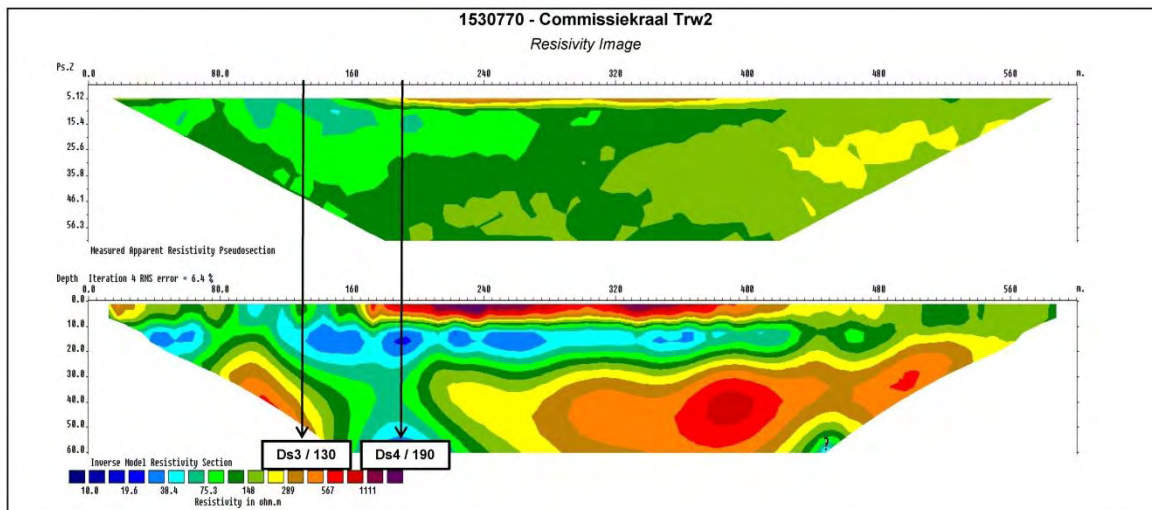 1530770 - Commissiekraal Trw2
Resisivity Image
Ps.Z 0.0 80.0 160 240 320 400 480 560 m.
5.12
15.4
25.6
35.8
46.1
56.3
Measured Apparent Resistivity Pseudosection
Depth Iteration 4 RMS error = 6.4 %
0.0 80.0 160 240 320 400 480 560 m.
0.0
10.0
20.0
30.0
40.0
50.0
60.0
?
Ds3 / 130 Ds4 / 190
Inverse Model Resistivity Section
10.0 19.6 38.4 75.3 148 289 567 1111
Resistivity in ohm.m